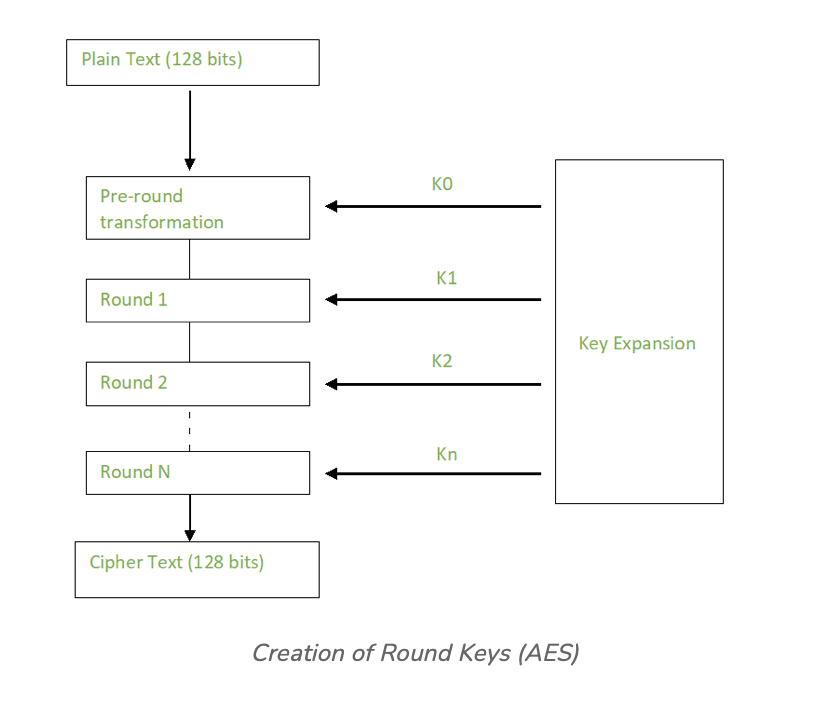 Plain Text (128 bits)
Pre-round
transformation
K0
Round 1
K1
Key Expansion
Round 2
K2
Round N
Kn
Cipher Text (128 bits)
Creation of Round Keys (AES)